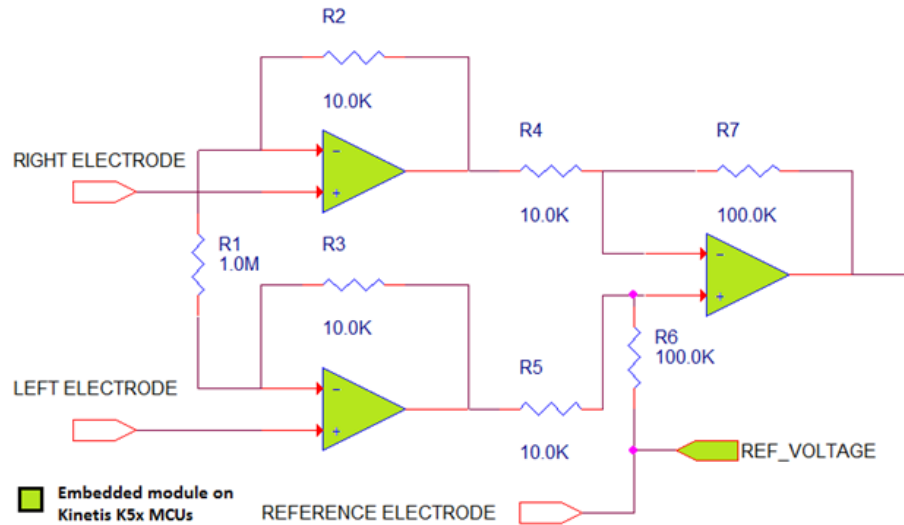 R2
10.0K
RIGHT ELECTRODE
-
+
R4
10.0K
R7
100.0K
R1
1.0M
R3
10.0K
-
+
R6
100.0K
LEFT ELECTRODE
-
+
R5
10.0K
REF_VOLTAGE
Embedded module on
Kinetis K5x MCUs
REFERENCE ELECTRODE